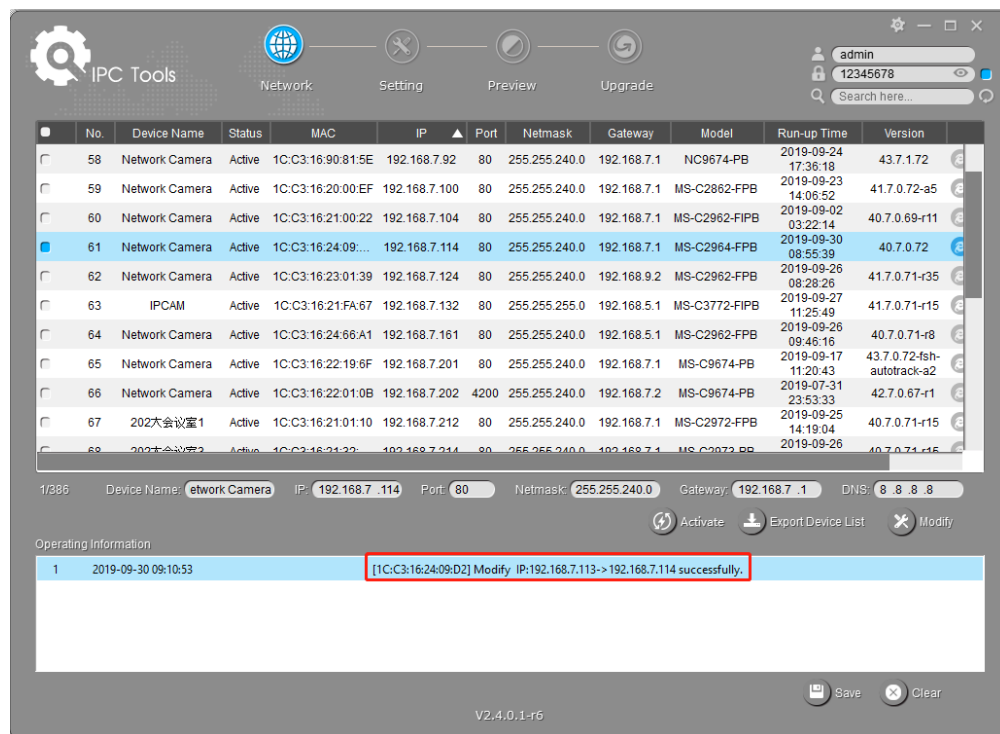 IPC Tools
Network
Setting
Preview
Upgrade
admin
12345678
Search here...
No. Device Name Status MAC IP Port Netmask Gateway Model Run-up Time Version
58 Network Camera Active 1C:C3:16:90:81:5E 192.168.7.92 80 255.255.240.0 192.168.7.1 NC9674-PB 2019-09-24 17:36:18 43.7.1.72
59 Network Camera Active 1C:C3:16:20:00:EF 192.168.7.100 80 255.255.240.0 192.168.7.1 MS-C2862-FPB 2019-09-23 14:06:52 41.7.0.72-a5
60 Network Camera Active 1C:C3:16:21:00:22 192.168.7.104 80 255.255.240.0 192.168.7.1 MS-C2962-FIPB 2019-09-02 03:22:14 40.7.0.69-r11
61 Network Camera Active 1C:C3:16:24:09:... 192.168.7.114 80 255.255.240.0 192.168.7.1 MS-C2964-FPB 2019-09-30 08:55:39 40.7.0.72
62 Network Camera Active 1C:C3:16:23:01:39 192.168.7.124 80 255.255.240.0 192.168.9.2 MS-C2962-FPB 2019-09-26 08:28:26 41.7.0.71-r35
63 IPCAM Active 1C:C3:16:21:FA:67 192.168.7.132 80 255.255.255.0 192.168.5.1 MS-C3772-FIPB 2019-09-27 11:25:49 41.7.0.71-r15
64 Network Camera Active 1C:C3:16:24:66:A1 192.168.7.161 80 255.255.240.0 192.168.5.1 MS-C2962-FPB 2019-09-26 09:46:16 40.7.0.71-r8
65 Network Camera Active 1C:C3:16:22:19:6F 192.168.7.201 80 255.255.240.0 192.168.7.1 MS-C9674-PB 2019-09-17 11:20:43 43.7.0.72-fsh-autotrack-a2
66 Network Camera Active 1C:C3:16:22:01:0B 192.168.7.202 4200 255.255.240.0 192.168.7.2 MS-C9674-PB 2019-07-31 23:53:33 42.7.0.67-r1
67 202大会议室1 Active 1C:C3:16:21:01:10 192.168.7.212 80 255.255.240.0 192.168.7.1 MS-C2972-FPB 2019-09-25 14:19:04 40.7.0.71-r15
68 Active 192.168.7.214 80 255.255.240.0 192.168.7.1 2019-09-26 40.7.0.71-r15
1/386 Device Name: etwork Camera IP: 192.168.7 .114 Port: 80 Netmask: 255.255.240.0 Gateway: 192.168.7 .1 DNS: 8 .8 .8 .8
Activate Export Device List Modify
Operating Information
1 2019-09-30 09:10:53 [1C:C3:16:24:09:D2] Modify IP:192.168.7.113->192.168.7.114 successfully.
Save Clear
V2.4.0.1-r6